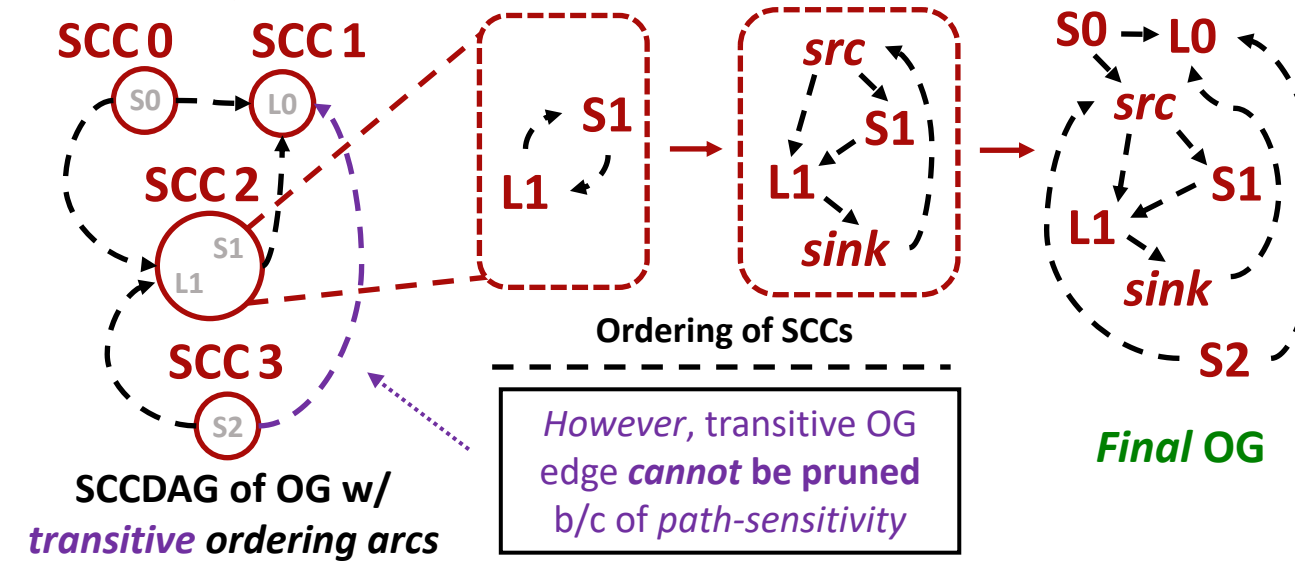 SCC 0
SCC 1
S0
L0
SCC 2
S1
L1
SCC 3
S2
SCCDAG of OG w/
transitive ordering arcs
S1
L1
src
S1
L1
sink
Ordering of SCCs
However, transitive OG
edge cannot be pruned
b/c of path-sensitivity
S0
L0
src
S1
L1
sink
S2
Final OG